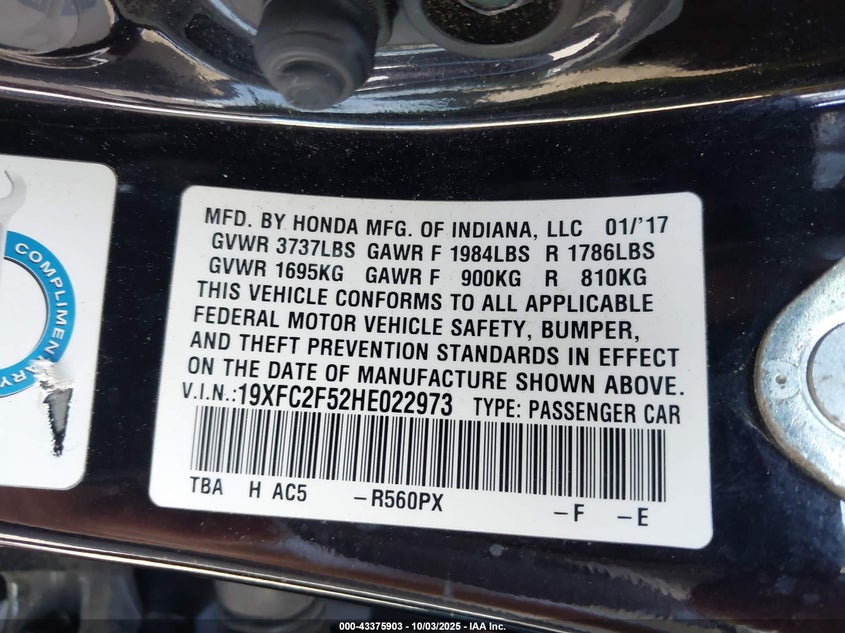 MFD. BY HONDA MFG. OF INDIANA, LLC 01/'17
GVWR 3737LBS GAWR F 1984LBS R 1786LBS
GVWR 1695KG GAWR F 900KG R 810KG
THIS VEHICLE CONFORMS TO ALL APPLICABLE
FEDERAL MOTOR VEHICLE SAFETY, BUMPER,
AND THEFT PREVENTION STANDARDS IN EFFECT
ON THE DATE OF MANUFACTURE SHOWN ABOVE.
V.I.N.:19XFC2F52HE022973 TYPE: PASSENGER CAR
TBA H AC5 –R560PX –F –E
COMPLIMENTARY
000-43375903 - 10/03/2025 - IAA Inc.